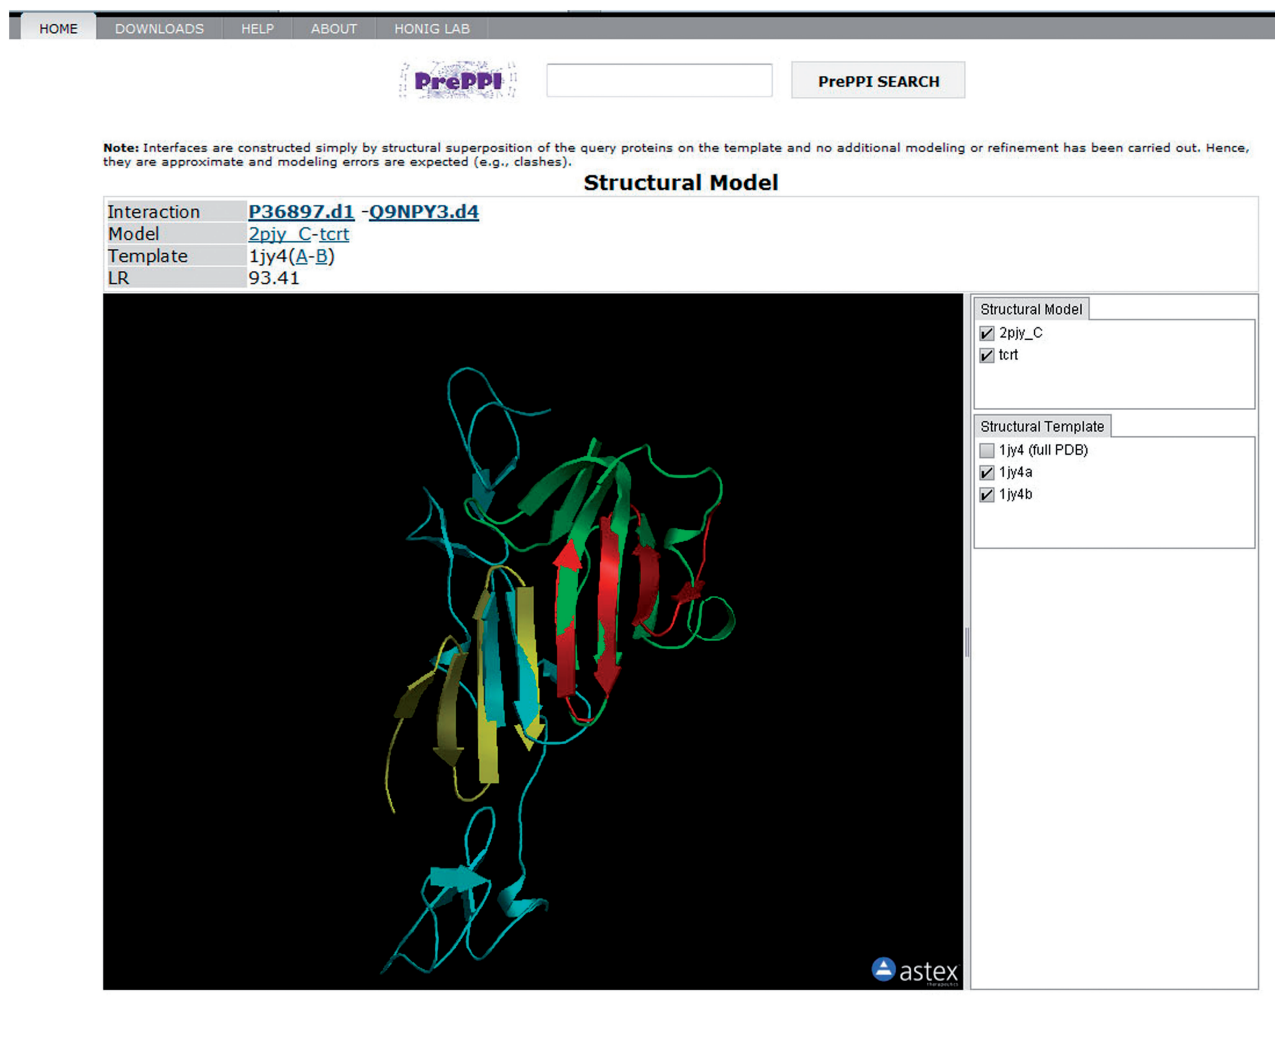 HOME DOWNLOADS HELP ABOUT HONIG LAB
PrePPI PrePPI SEARCH
Note: Interfaces are constructed simply by structural superposition of the query proteins on the template and no additional modeling or refinement has been carried out. Hence,
they are approximate and modeling errors are expected (e.g., clashes).
Structural Model
Interaction P36897.d1 -Q9NPY3.d4
Model 2pjy_C-tcrt
Template 1jy4(A-B)
LR 93.41
Structural Model
2pjy_C
tcrt
Structural Template
1jy4 (full PDB)
1jy4a
1jy4b
astex
therapeutics